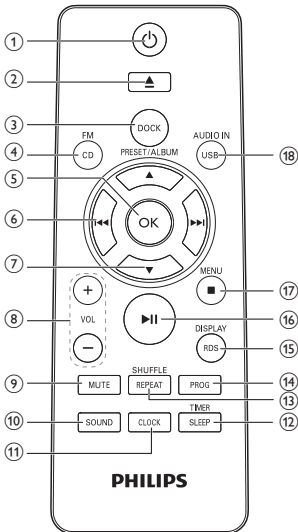 1
2
3
DOCK
FM
PRESET/ALBUM
AUDIO IN
4
CD
USB
18
5
6
OK
7
MENU
17
+
8
VOL
16
−
DISPLAY
RDS
15
SHUFFLE
9
MUTE
REPEAT
PROG
14
13
TIMER
10
SOUND
CLOCK
SLEEP
12
11
PHILIPS